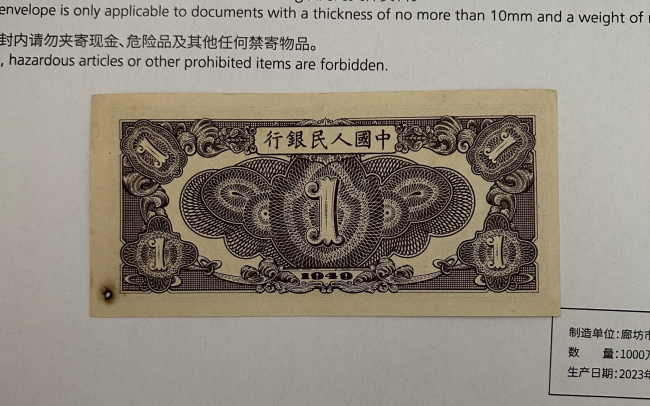 envelope is only applicable to documents with a thickness of no more than 10mm and a weight of
封内请勿夹寄现金、危险品及其他任何禁寄物品。
, hazardous articles or other prohibited items are forbidden.
行銀民人國中
1
1
1
1
1
1949
制造单位:廊坊市
数 量:1000万
生产日期:2023年